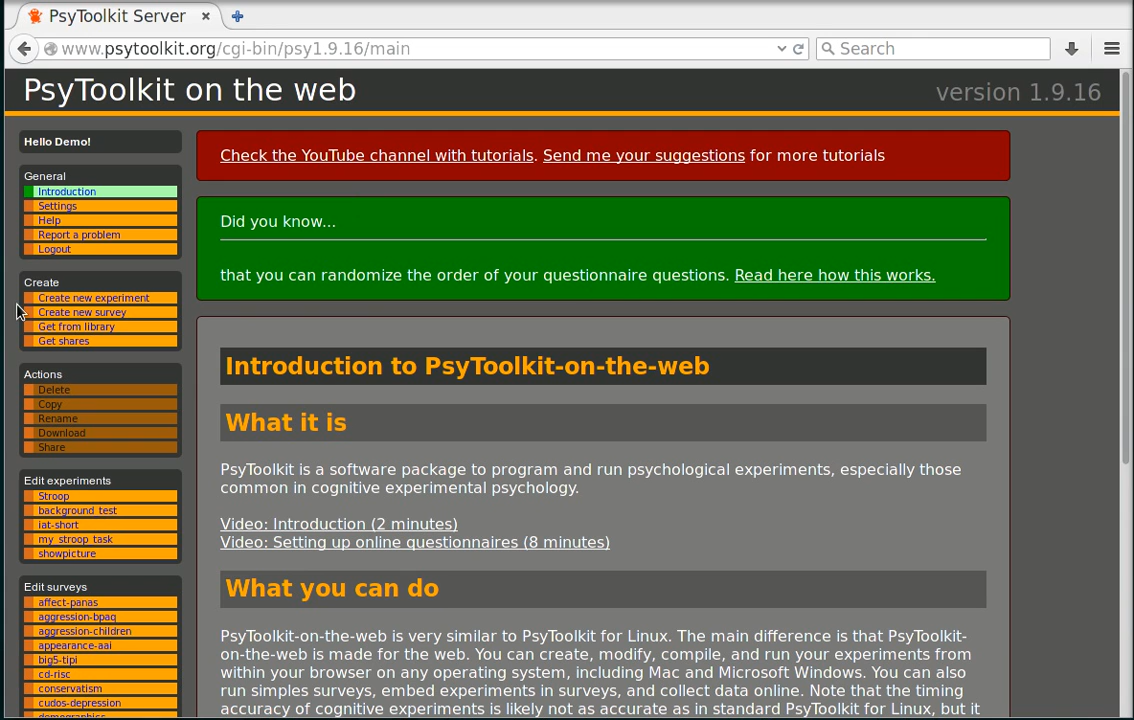 PsyToolkit Server
www.psytoolkit.org/cgi-bin/psy1.9.16/main
Search
PsyToolkit on the web
version 1.9.16
Hello Demo!
General
Introduction
Settings
Help
Report a problem
Logout
Create
Create new experiment
Create new survey
Get from library
Get shares
Actions
Delete
Copy
Rename
Download
Share
Edit experiments
Stroop
background_test
iat-short
my_stroop_task
showpicture
Edit surveys
affect-panas
aggression-bpaq
aggression-children
appearance-aai
big5-tipi
cd-risc
conservatism
cudos-depression
demographics
Check the YouTube channel with tutorials. Send me your suggestions for more tutorials
Did you know...
that you can randomize the order of your questionnaire questions. Read here how this works.
Introduction to PsyToolkit-on-the-web
What it is
PsyToolkit is a software package to program and run psychological experiments, especially those
common in cognitive experimental psychology.
Video: Introduction (2 minutes)
Video: Setting up online questionnaires (8 minutes)
What you can do
PsyToolkit-on-the-web is very similar to PsyToolkit for Linux. The main difference is that PsyToolkit-
on-the-web is made for the web. You can create, modify, compile, and run your experiments from
within your browser on any operating system, including Mac and Microsoft Windows. You can also
run simples surveys, embed experiments in surveys, and collect data online. Note that the timing
accuracy of cognitive experiments is likely not as accurate as in standard PsyToolkit for Linux, but it